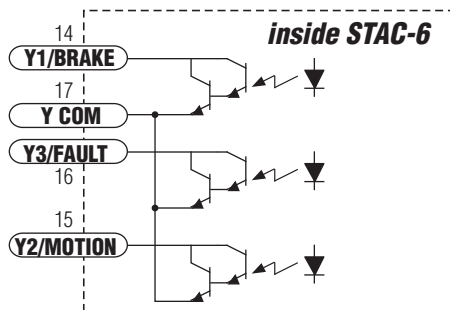 inside STAC-6
14
Y1/BRAKE
17
Y COM
Y3/FAULT
16
15
Y2/MOTION